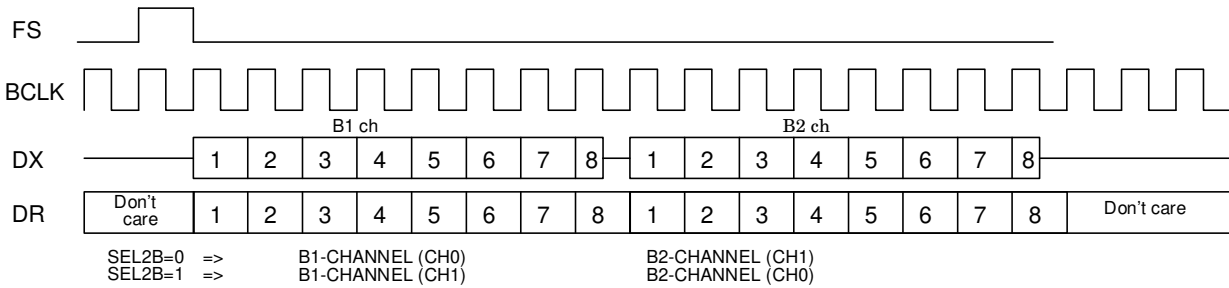 FS
BCLK
B1 ch B2 ch
DX 1 2 3 4 5 6 7 8 1 2 3 4 5 6 7 8
DR Don't care 1 2 3 4 5 6 7 8 1 2 3 4 5 6 7 8 Don't care
SEL2B=0 => B1-CHANNEL (CH0) B2-CHANNEL (CH1)
SEL2B=1 => B1-CHANNEL (CH1) B2-CHANNEL (CH0)